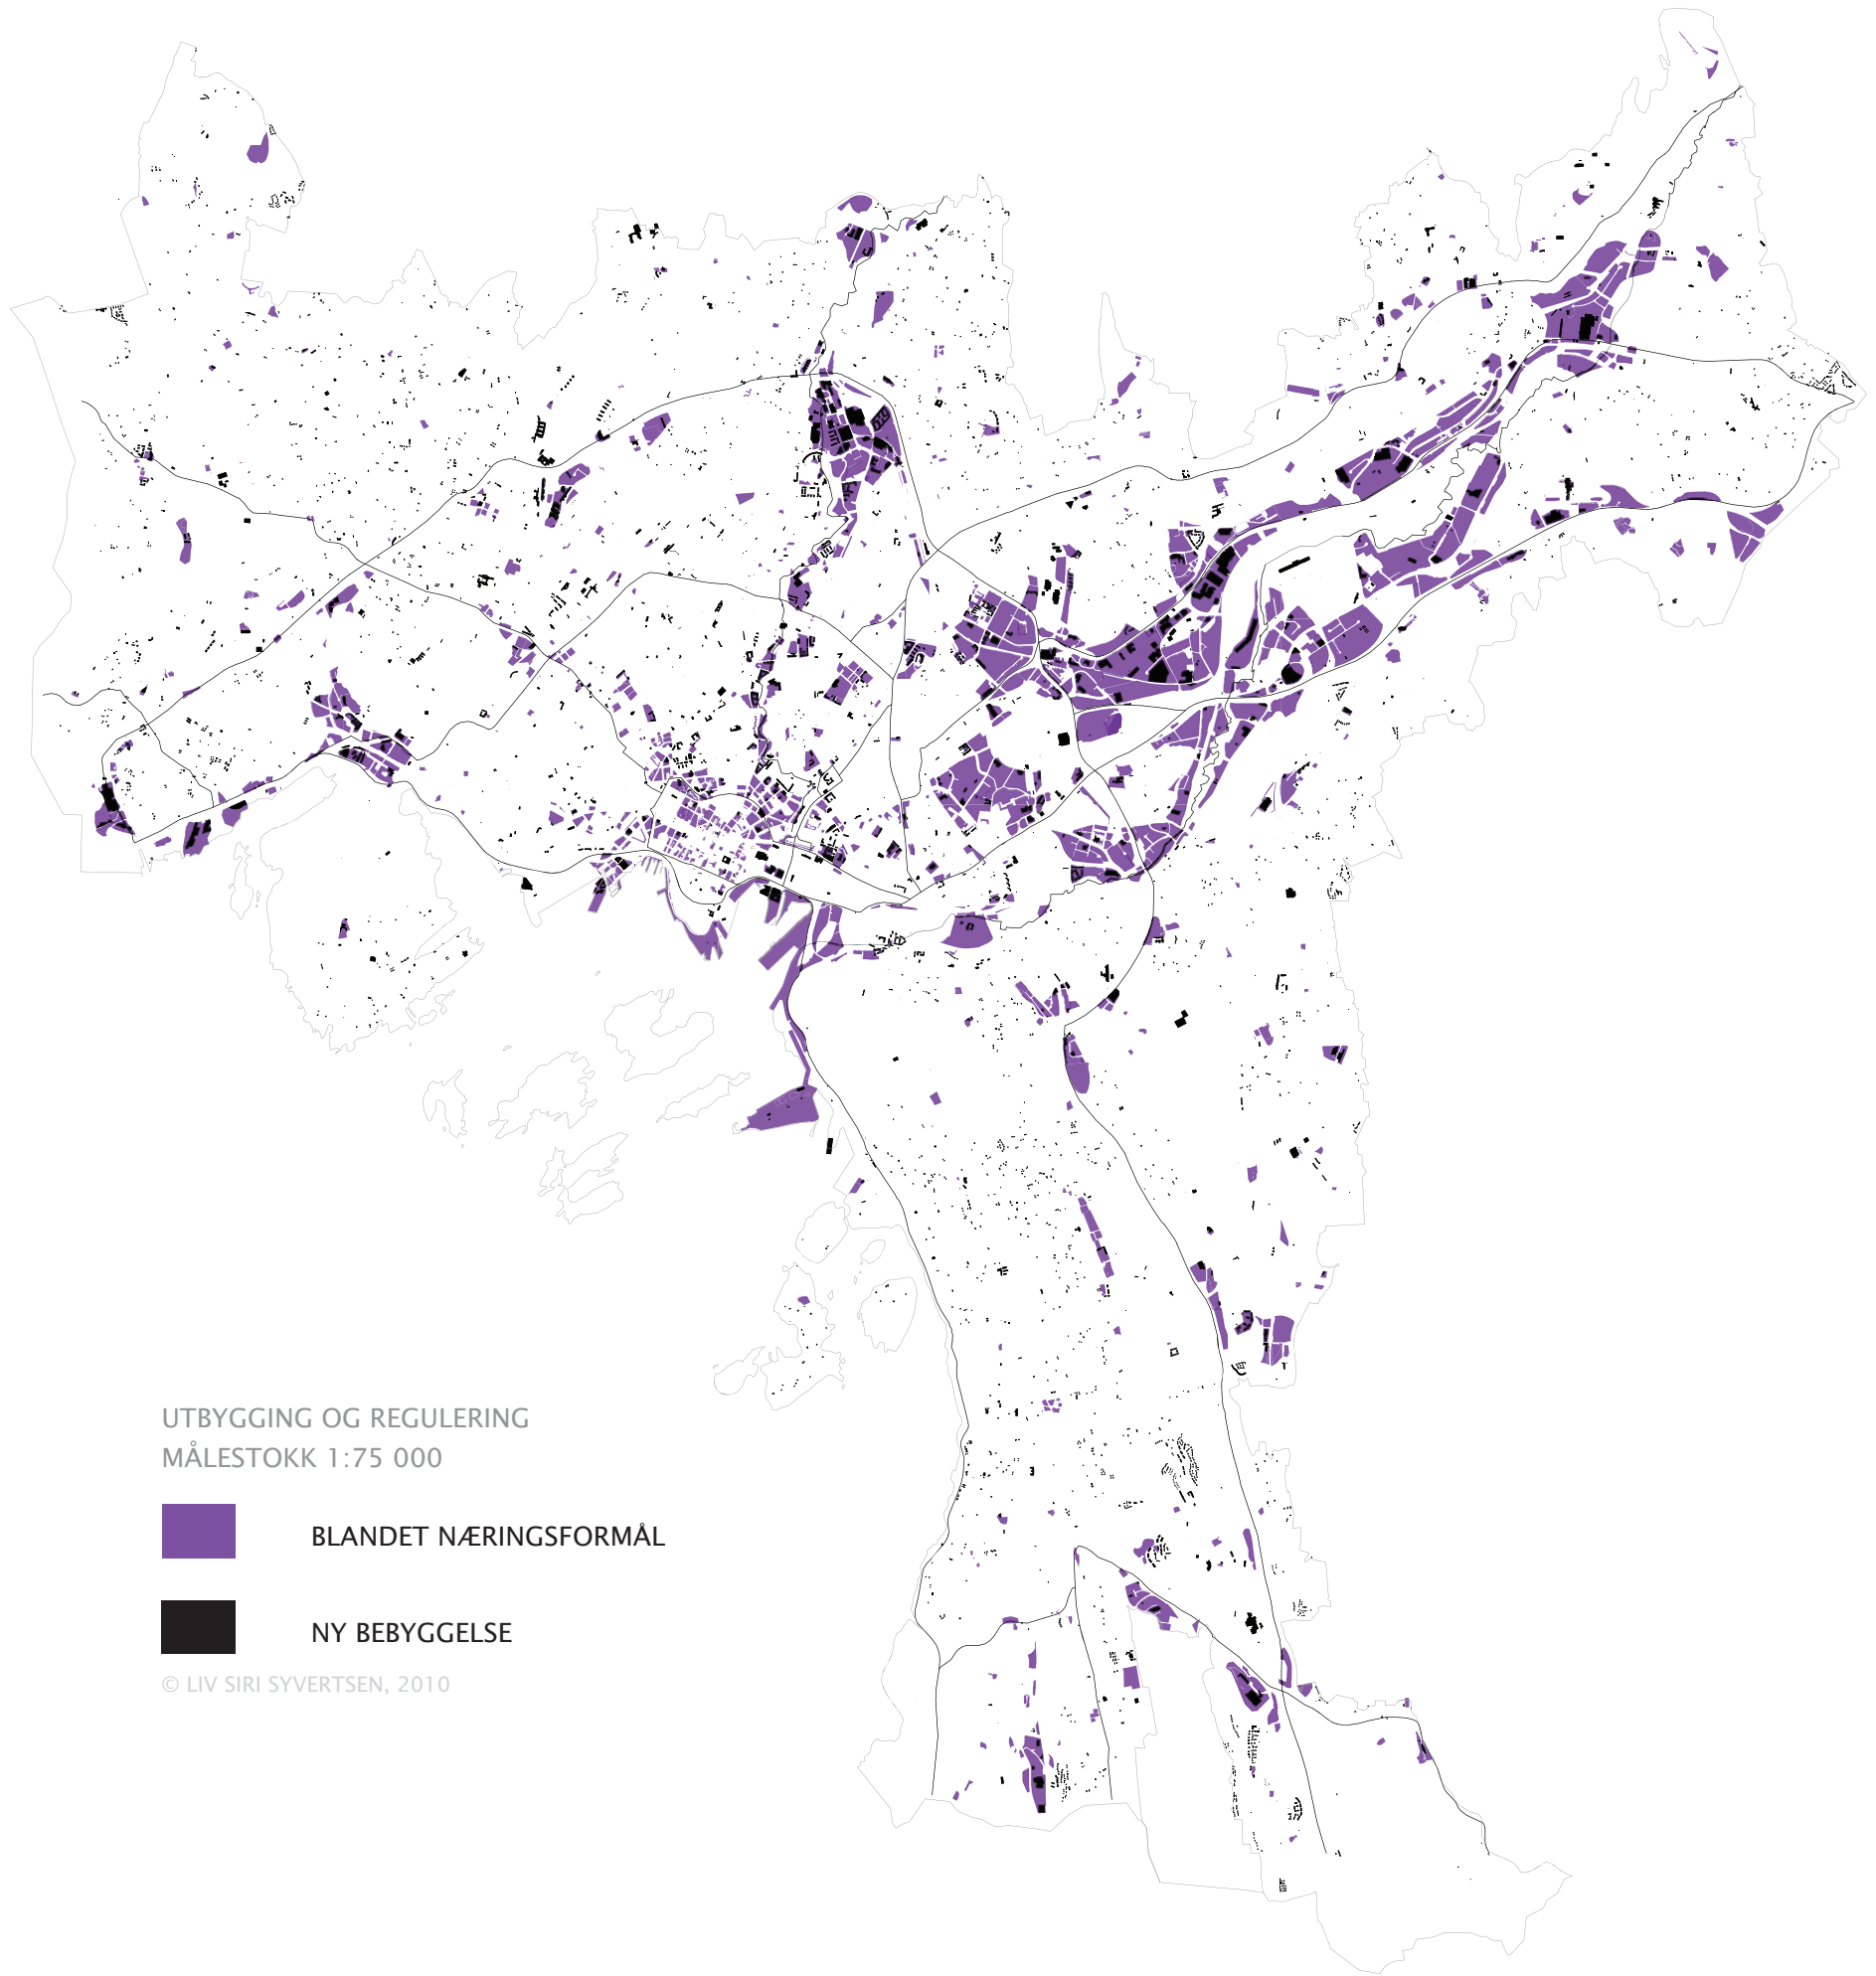 UTBYGGING OG REGULERING
MÅLESTOKK 1:75 000
BLANDET NÆRINGSFORMÅL
NY BEBYGGELSE
© LIV SIRI SYVERTSEN, 2010